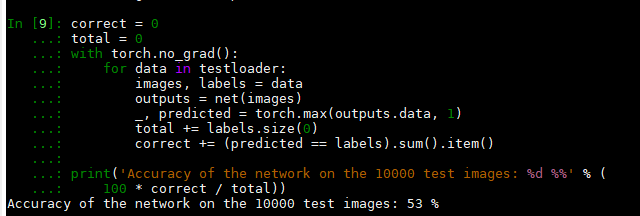 In [9]: correct = 0
   ...: total = 0
   ...: with torch.no_grad():
   ...:     for data in testloader:
   ...:         images, labels = data
   ...:         outputs = net(images)
   ...:         _, predicted = torch.max(outputs.data, 1)
   ...:         total += labels.size(0)
   ...:         correct += (predicted == labels).sum().item()
   ...:
   ...: print('Accuracy of the network on the 10000 test images: %d %%' % (
   ...:     100 * correct / total))
Accuracy of the network on the 10000 test images: 53 %